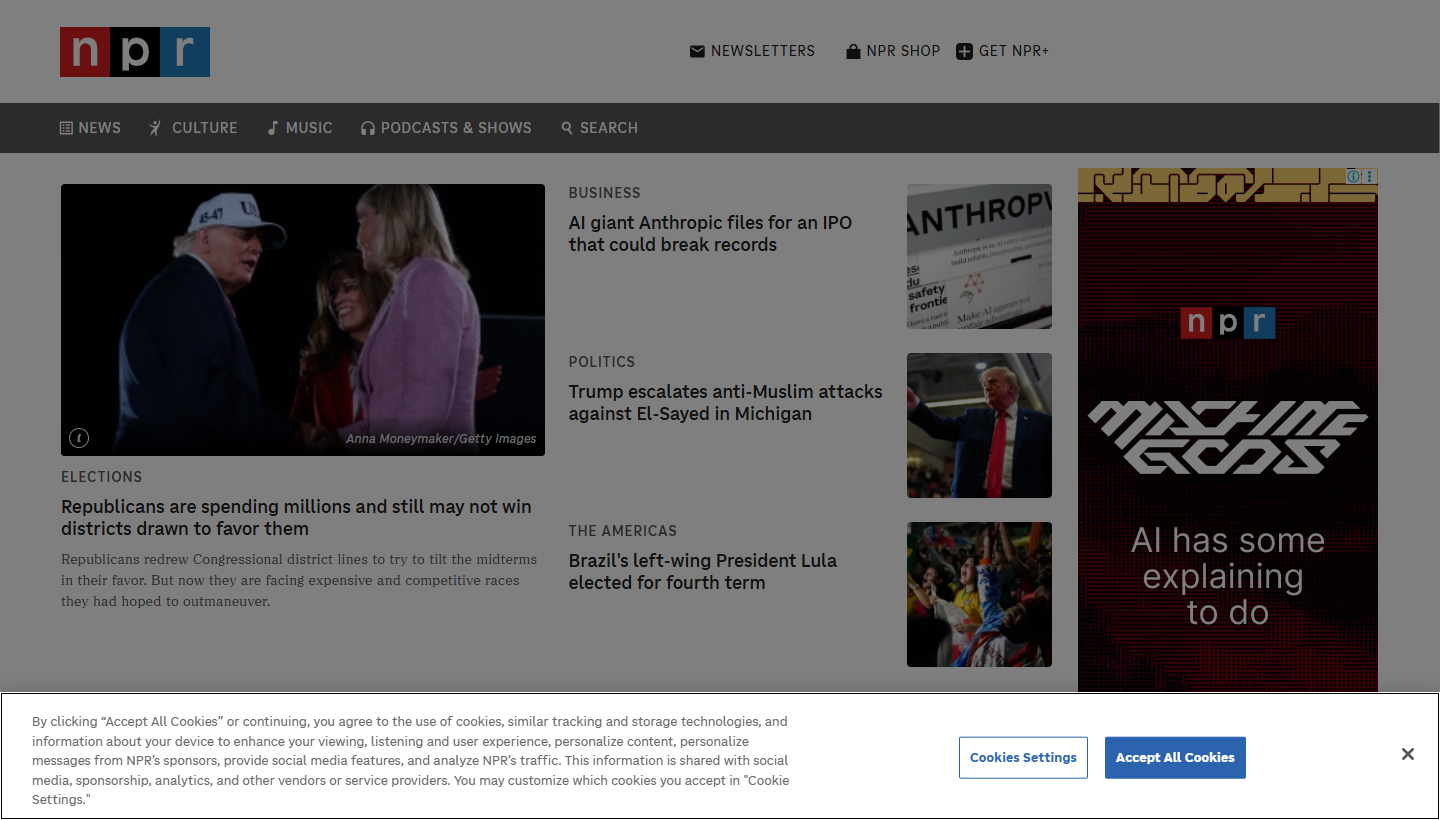 npr
NEWSLETTERS
NPR SHOP
GET NPR+
NEWS
CULTURE
MUSIC
PODCASTS & SHOWS
SEARCH
45-47
Anna Moneymaker/Getty Images
ELECTIONS
Republicans are spending millions and still may not win
districts drawn to favor them
Republicans redrew Congressional district lines to try to tilt the midterms
in their favor. But now they are facing expensive and competitive races
they had hoped to outmaneuver.
BUSINESS
AI giant Anthropic files for an IPO
that could break records
ANTHROP
safety
Make AI agents
POLITICS
Trump escalates anti-Muslim attacks
against El-Sayed in Michigan
THE AMERICAS
Brazil's left-wing President Lula
elected for fourth term
npr
AI has some
explaining
to do
By clicking “Accept All Cookies” or continuing, you agree to the use of cookies, similar tracking and storage technologies, and
information about your device to enhance your viewing, listening and user experience, personalize content, personalize
messages from NPR’s sponsors, provide social media features, and analyze NPR’s traffic. This information is shared with social
media, sponsorship, analytics, and other vendors or service providers. You may customize which cookies you accept in "Cookie
Settings."
Cookies Settings
Accept All Cookies